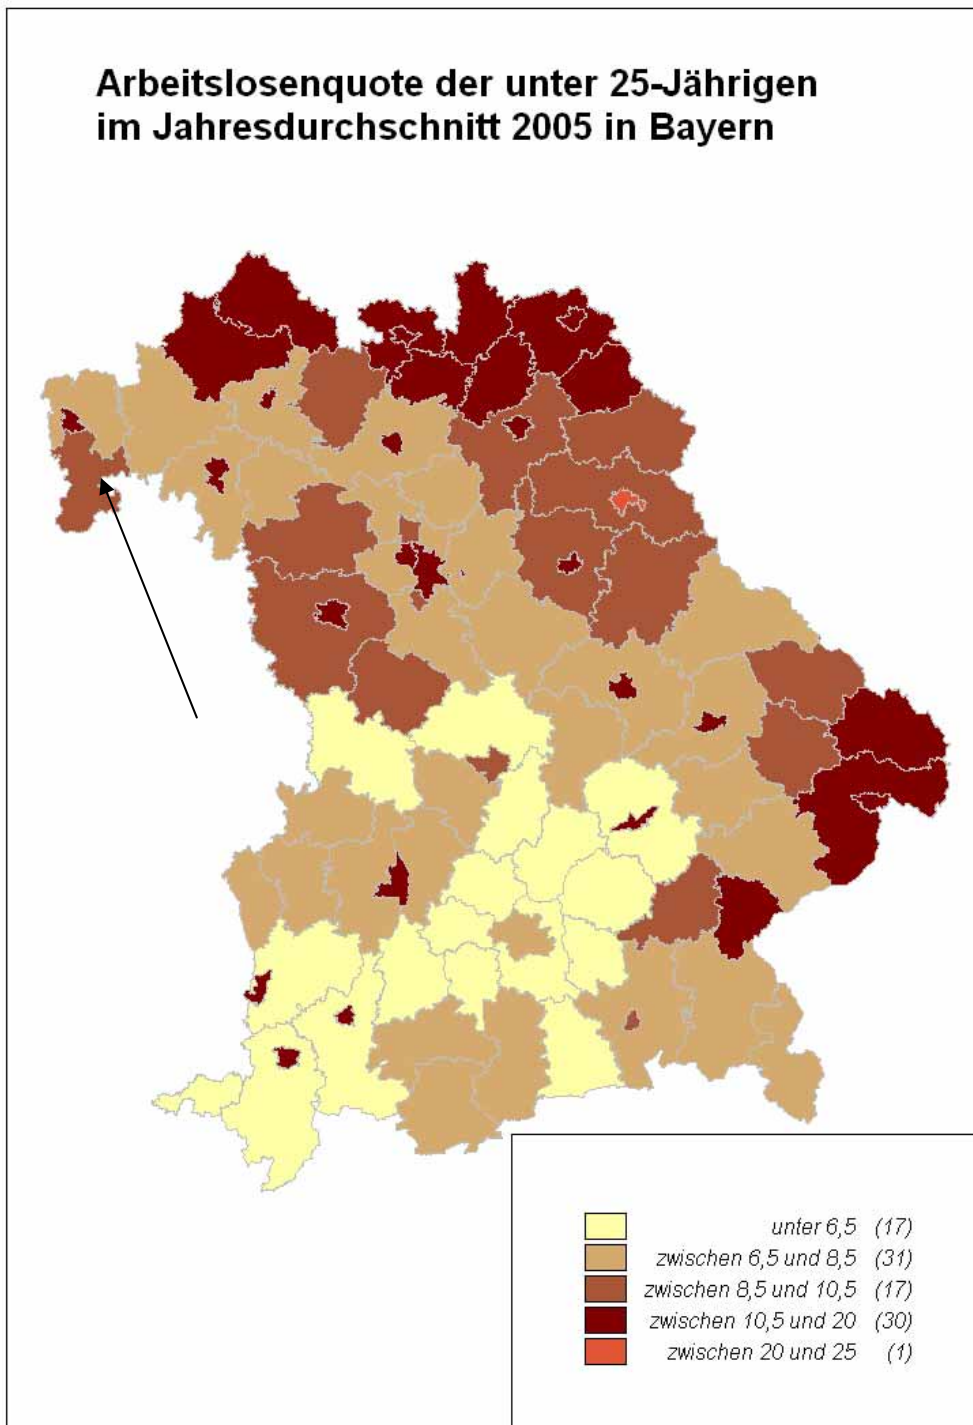 Arbeitslosenquote der unter 25-Jährigen
im Jahresdurchschnitt 2005 in Bayern
unter 6,5 (17)
zwischen 6,5 und 8,5 (31)
zwischen 8,5 und 10,5 (17)
zwischen 10,5 und 20 (30)
zwischen 20 und 25 (1)